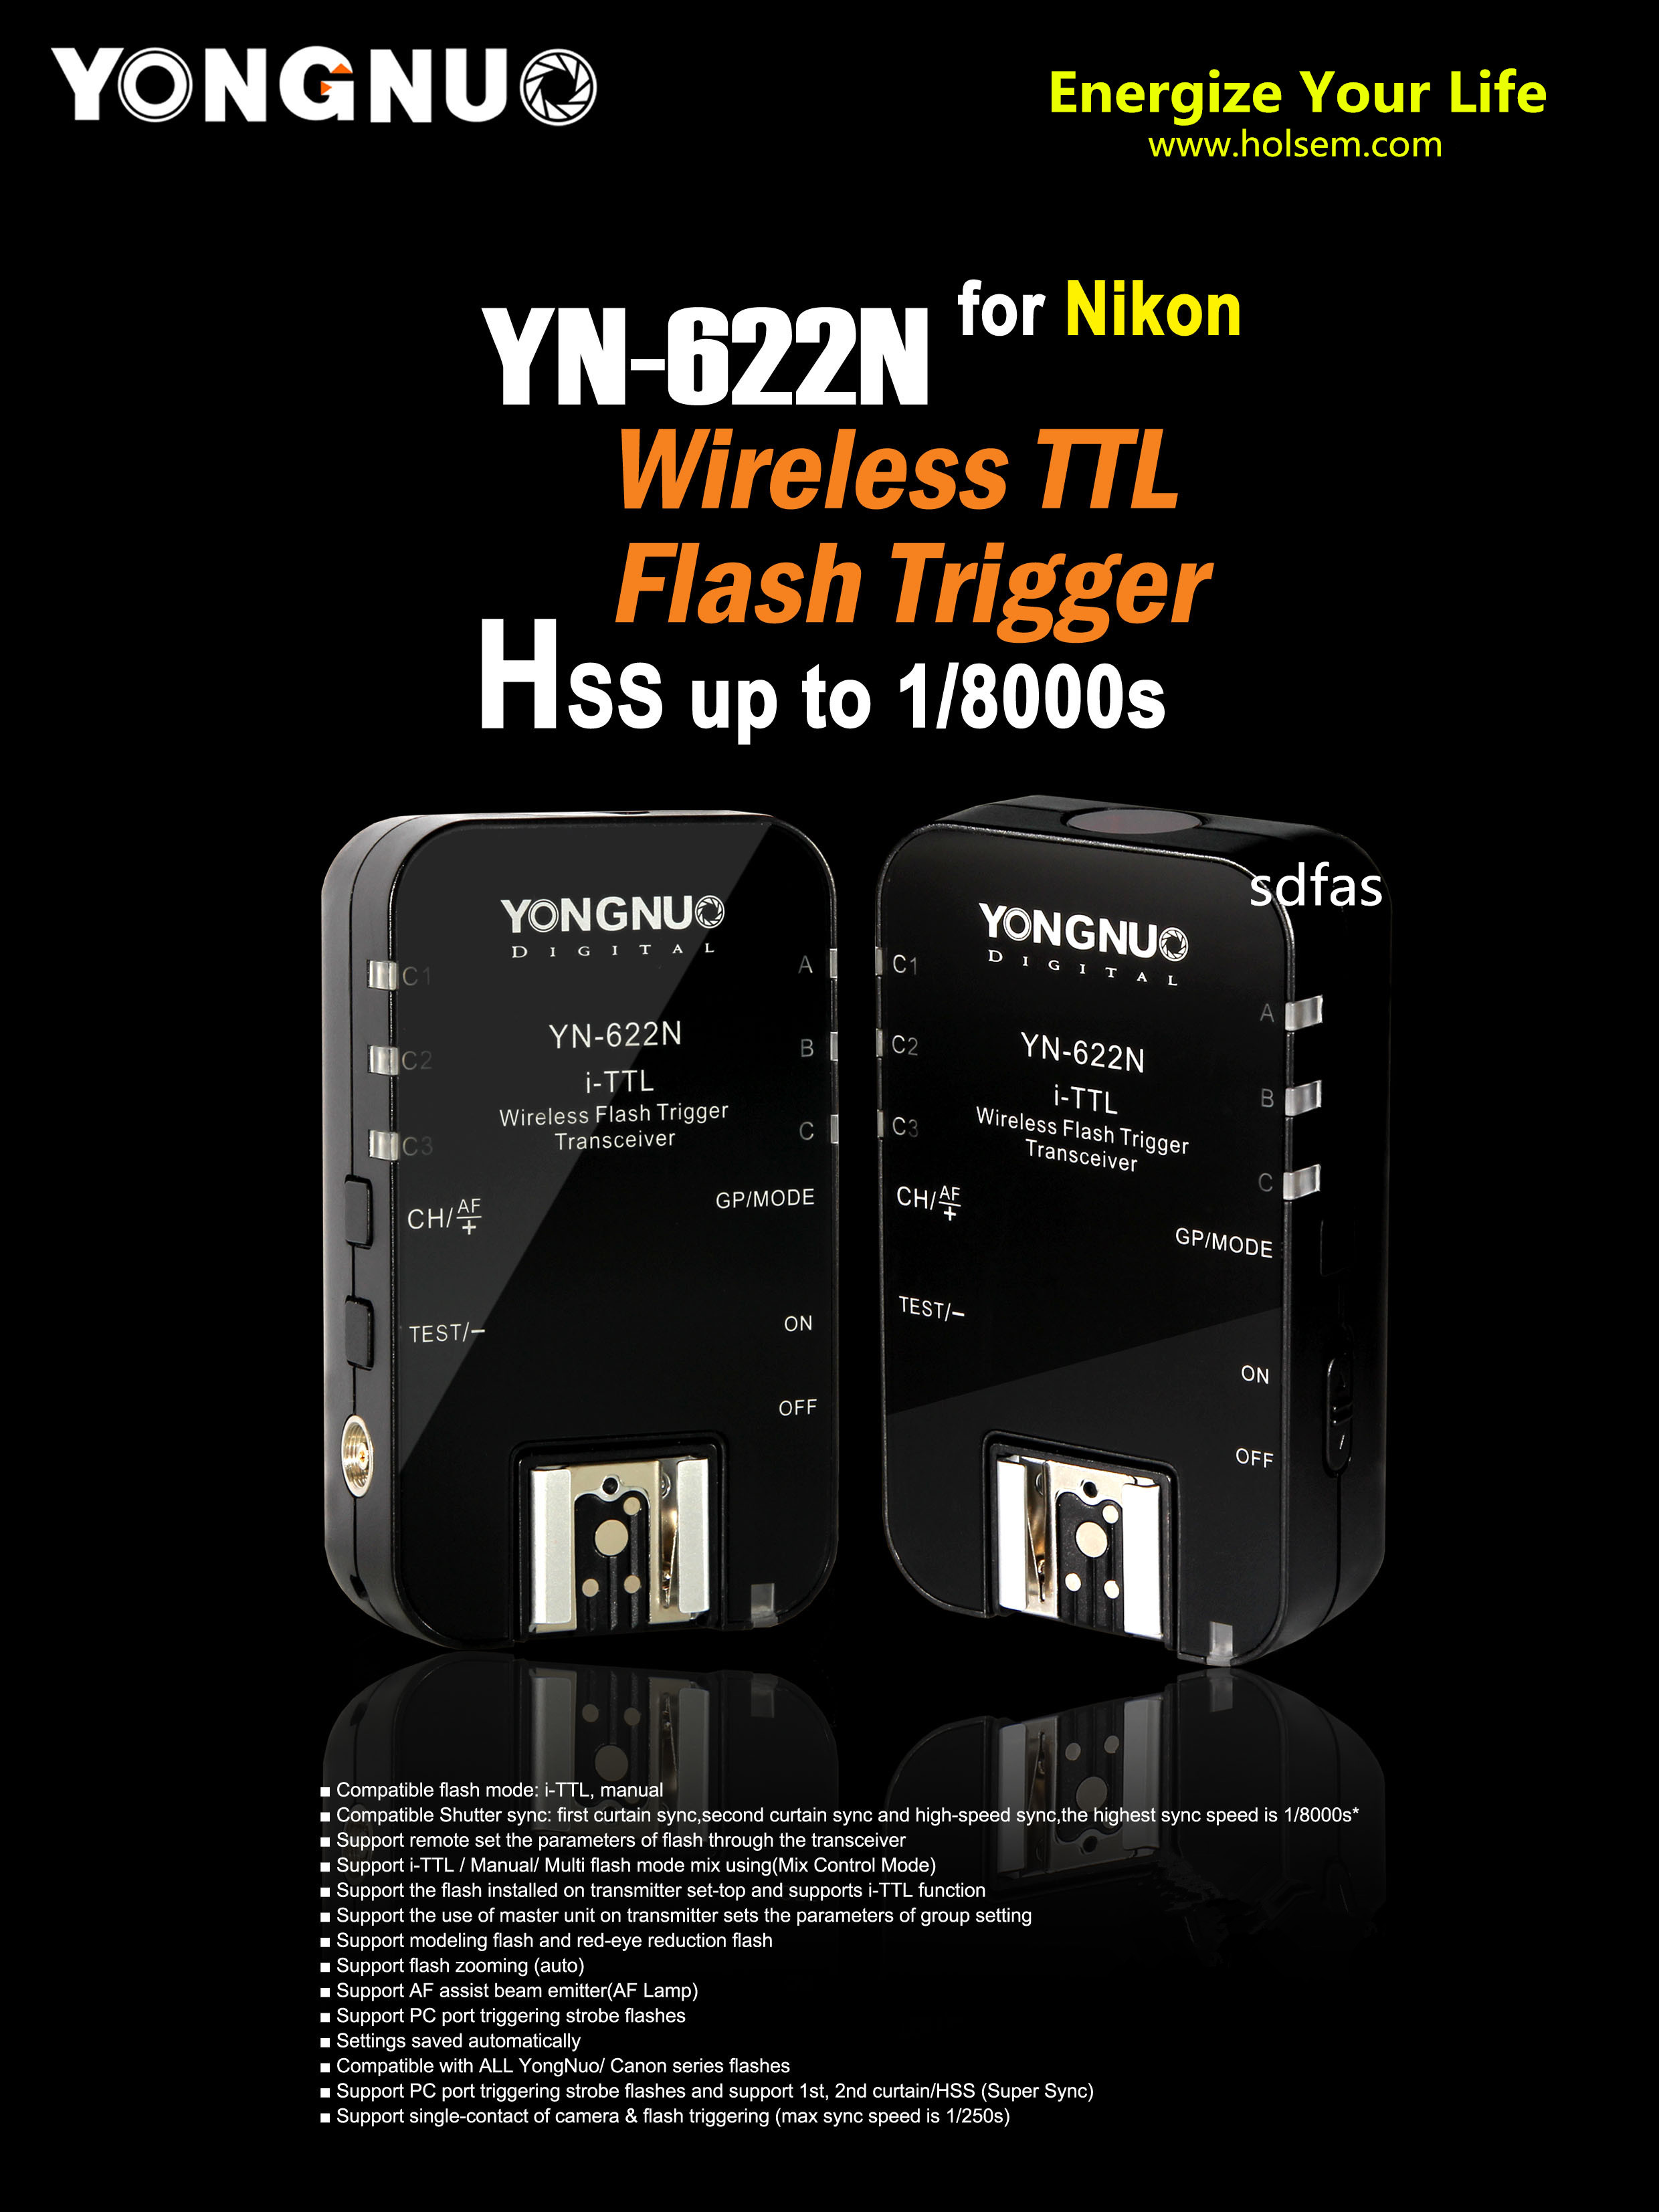 YONGNUO
Energize Your Life
www.holsem.com
YN-622N for Nikon
Wireless TTL
Flash Trigger
Hss up to 1/8000s
YONGNUO
DIGITAL
C1
A
C2
B
C3
C
YN-622N
i-TTL
Wireless Flash Trigger
Transceiver
CH/AF+
GP/MODE
TEST/−
ON
OFF
sdfas
YONGNUO
DIGITAL
C1
A
C2
B
C3
C
YN-622N
i-TTL
Wireless Flash Trigger
Transceiver
CH/AF+
GP/MODE
TEST/−
ON
OFF
■ Compatible flash mode: i-TTL, manual
■ Compatible Shutter sync: first curtain sync,second curtain sync and high-speed sync,the highest sync speed is 1/8000s*
■ Support remote set the parameters of flash through the transceiver
■ Support i-TTL / Manual/ Multi flash mode mix using(Mix Control Mode)
■ Support the flash installed on transmitter set-top and supports i-TTL function
■ Support the use of master unit on transmitter sets the parameters of group setting
■ Support modeling flash and red-eye reduction flash
■ Support flash zooming (auto)
■ Support AF assist beam emitter(AF Lamp)
■ Support PC port triggering strobe flashes
■ Settings saved automatically
■ Compatible with ALL YongNuo/ Canon series flashes
■ Support PC port triggering strobe flashes and support 1st, 2nd curtain/HSS (Super Sync)
■ Support single-contact of camera & flash triggering (max sync speed is 1/250s)